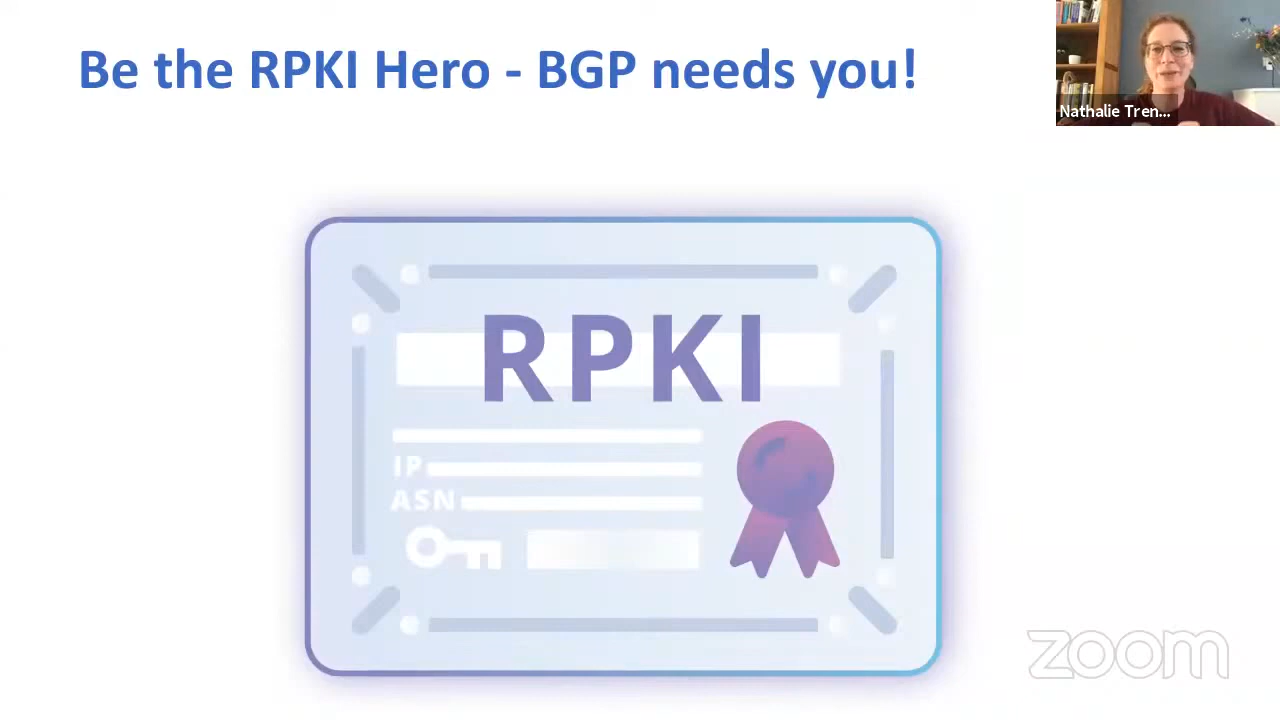 Be the RPKI Hero - BGP needs you!
Nathalie Tren...
RPKI
IP
ASN
zoom